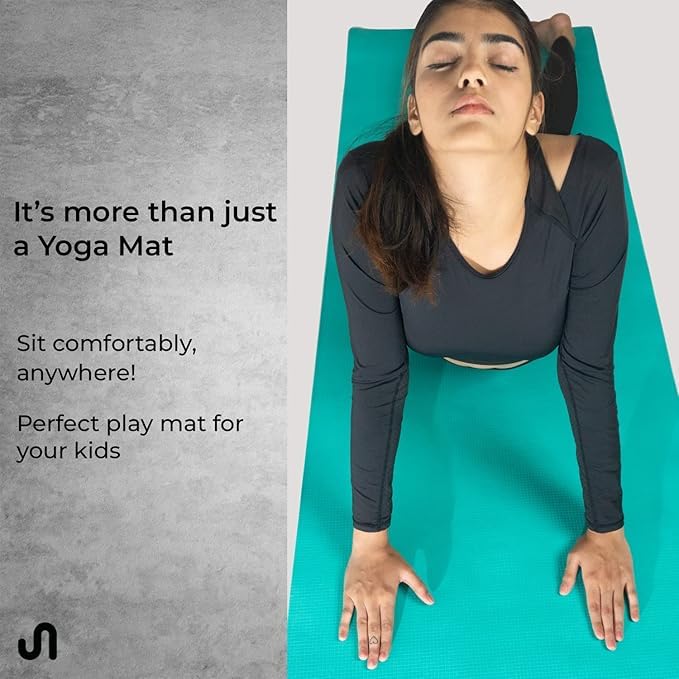 It’s more than just
a Yoga Mat
Sit comfortably,
anywhere!
Perfect play mat for
your kids